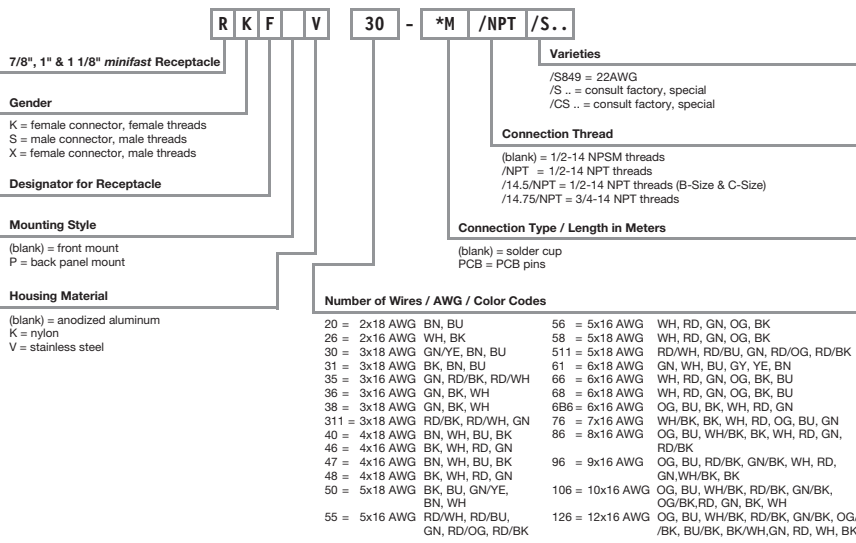 R K F V 30 - *M /NPT /S..
7/8", 1" & 1 1/8" minifast Receptacle
Gender
K = female connector, female threads
S = male connector, male threads
X = female connector, male threads
Designator for Receptacle
Mounting Style
(blank) = front mount
P = back panel mount
Housing Material
(blank) = anodized aluminum
K = nylon
V = stainless steel
Varieties
/S849 = 22AWG
/S .. = consult factory, special
/CS .. = consult factory, special
Connection Thread
(blank) = 1/2-14 NPSM threads
/NPT = 1/2-14 NPT threads
/14.5/NPT = 1/2-14 NPT threads (B-Size & C-Size)
/14.75/NPT = 3/4-14 NPT threads
Connection Type / Length in Meters
(blank) = solder cup
PCB = PCB pins
Number of Wires / AWG / Color Codes
20 = 2x18 AWG BN, BU
26 = 2x16 AWG WH, BK
30 = 3x18 AWG GN/YE, BN, BU
31 = 3x18 AWG BK, BN, BU
35 = 3x16 AWG GN, RD/BK, RD/WH
36 = 3x16 AWG GN, BK, WH
38 = 3x18 AWG GN, BK, WH
311 = 3x18 AWG RD/BK, RD/WH, GN
40 = 4x18 AWG BN, WH, BU, BK
46 = 4x16 AWG BK, WH, RD, GN
47 = 4x16 AWG BN, WH, BU, BK
48 = 4x18 AWG BK, WH, RD, GN
50 = 5x18 AWG BK, BU, GN/YE,
BN, WH
55 = 5x16 AWG RD/WH, RD/BU,
GN, RD/OG, RD/BK
56 = 5x16 AWG WH, RD, GN, OG, BK
58 = 5x18 AWG WH, RD, GN, OG, BK
511 = 5x18 AWG RD/WH, RD/BU, GN, RD/OG, RD/BK
61 = 6x18 AWG GN, WH, BU, GY, YE, BN
66 = 6x16 AWG WH, RD, GN, OG, BK, BU
68 = 6x18 AWG WH, RD, GN, OG, BK, BU
6B6 = 6x16 AWG OG, BU, BK, WH, RD, GN
76 = 7x16 AWG WH/BK, BK, WH, RD, OG, BU, GN
86 = 8x16 AWG OG, BU, WH/BK, BK, WH, RD, GN,
RD/BK
96 = 9x16 AWG OG, BU, RD/BK, GN/BK, WH, RD,
GN,WH/BK, BK
106 = 10x16 AWG OG, BU, WH/BK, RD/BK, GN/BK,
OG/BK,RD, GN, BK, WH
126 = 12x16 AWG OG, BU, WH/BK, RD/BK, GN/BK, OG/
/BK, BU/BK, BK/WH,GN, RD, WH, BK